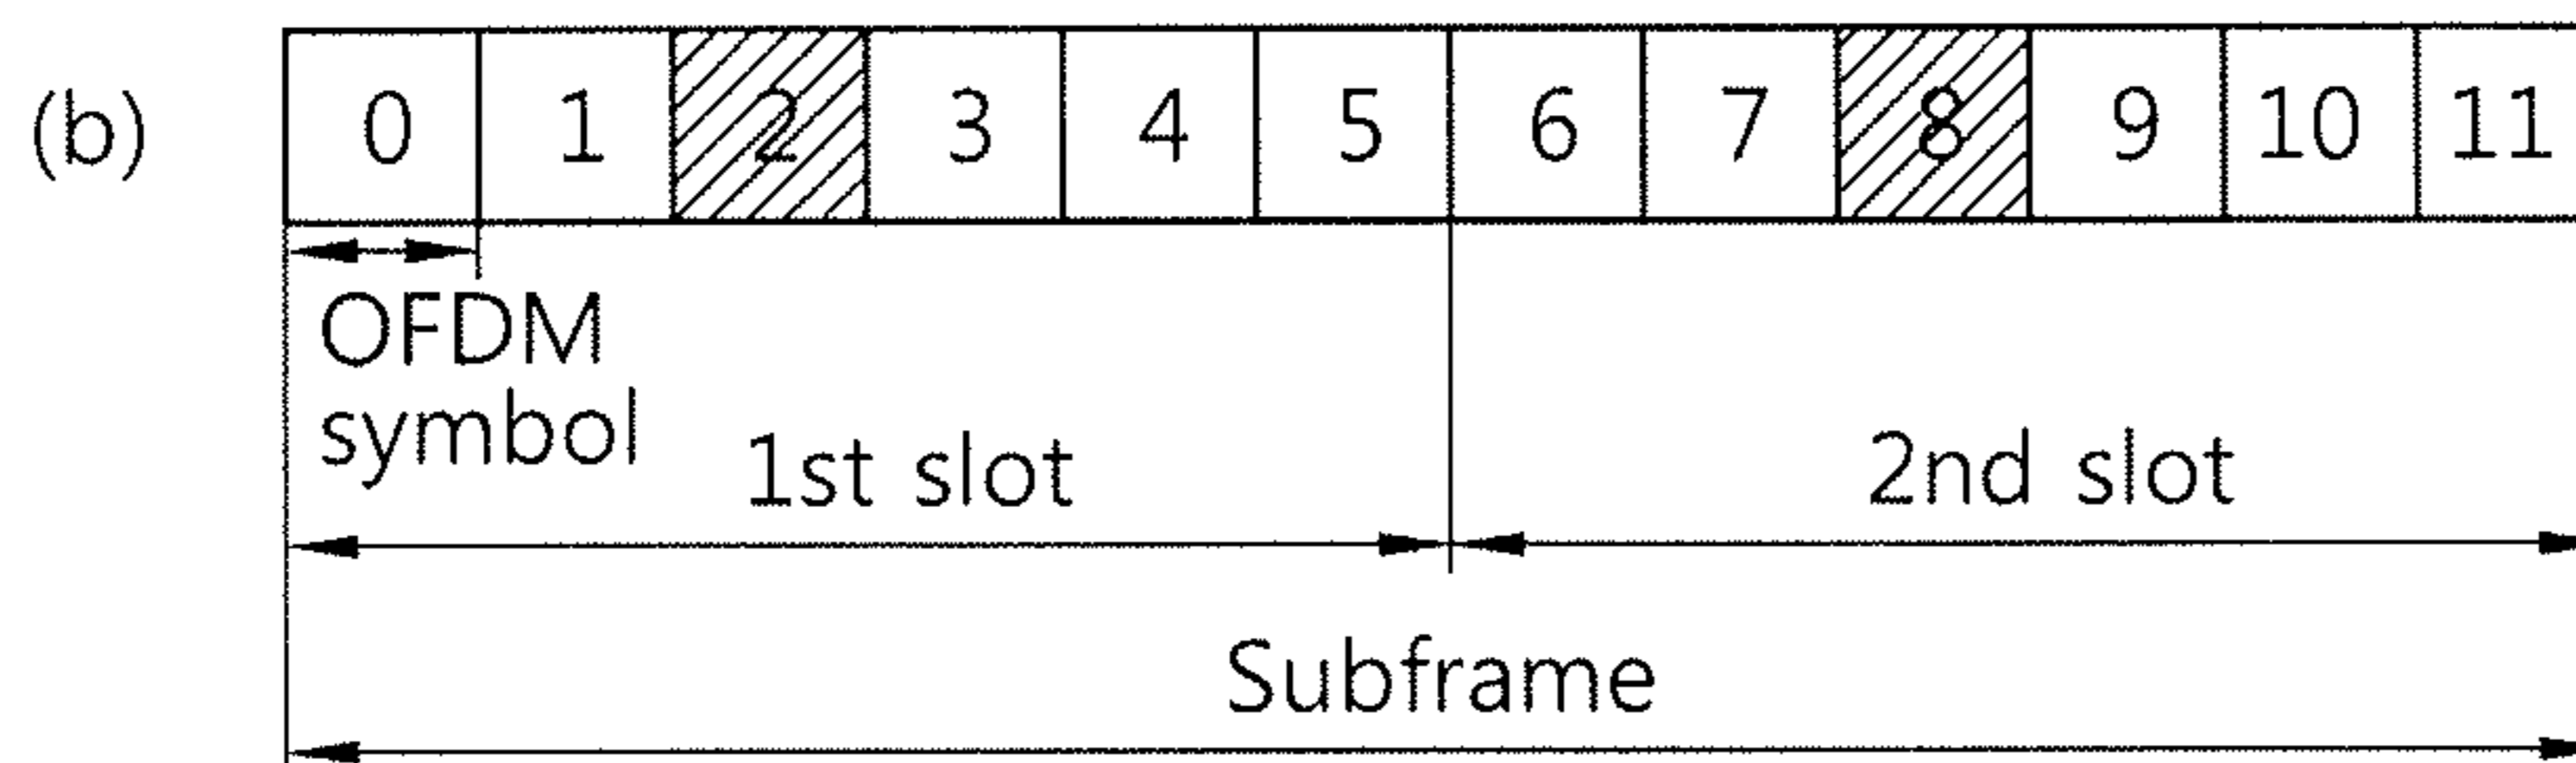 (b) 0 1 2 3 4 5 6 7 8 9 10 11
OFDM
symbol
1st slot 2nd slot
Subframe